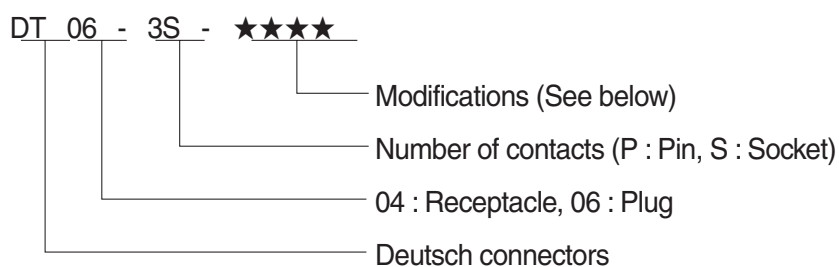 DT 06 - 3S - ★★★★
Modifications (See below)
Number of contacts (P : Pin, S : Socket)
04 : Receptacle, 06 : Plug
Deutsch connectors